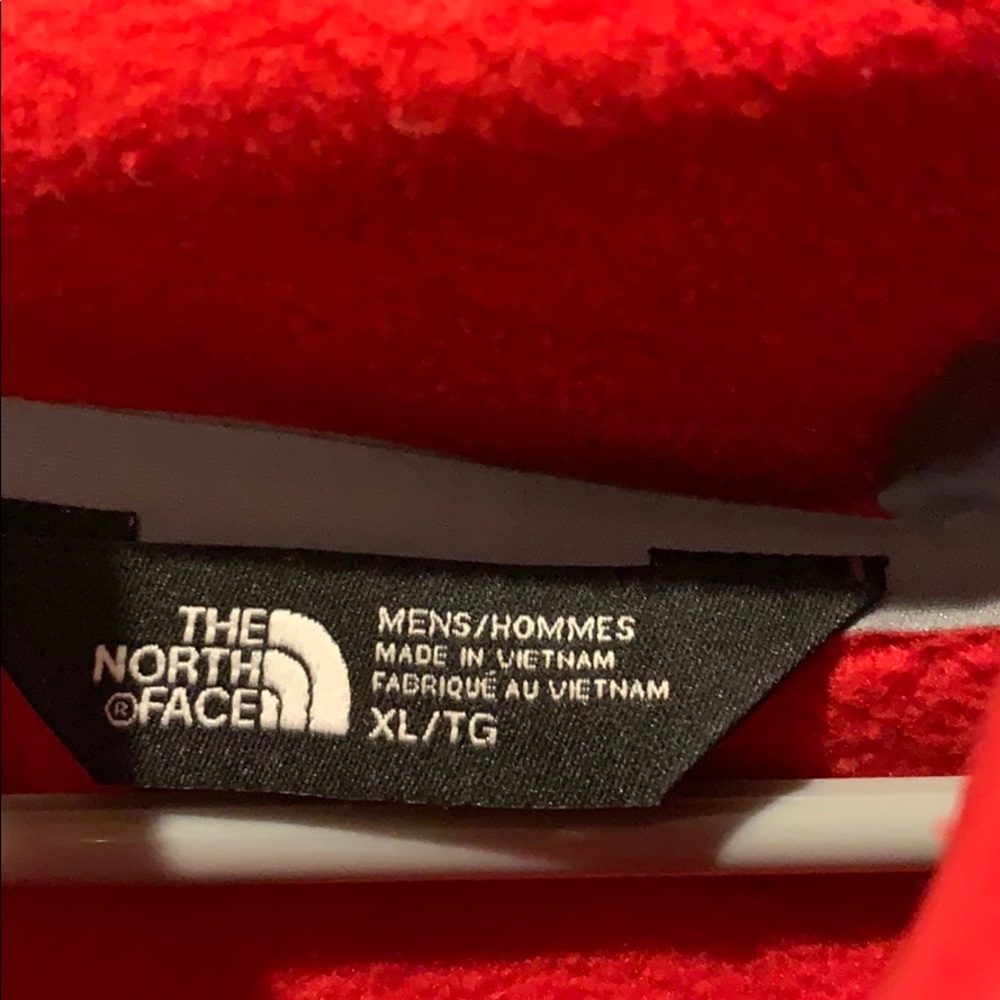 THE
NORTH
®FACE
MENS/HOMMES
MADE IN VIETNAM
FABRIQUÉ AU VIETNAM
XL/TG